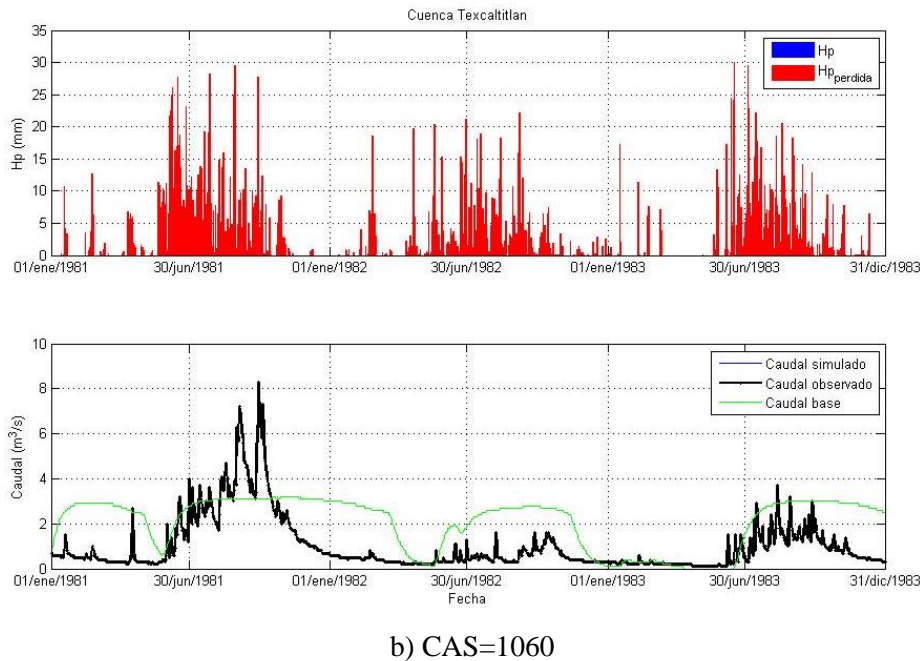 Cuenca Texcaltitlan
35
30
25
20
15
10
5
0
Hp (mm)
Hp
Hp_perdida
01/ene/1981 30/jun/1981 01/ene/1982 30/jun/1982 01/ene/1983 30/jun/1983 31/dic/1983
10
8
6
4
2
0
Caudal (m³/s)
Caudal simulado
Caudal observado
Caudal base
01/ene/1981 30/jun/1981 01/ene/1982 30/jun/1982 01/ene/1983 30/jun/1983 31/dic/1983
Fecha
b) CAS=1060